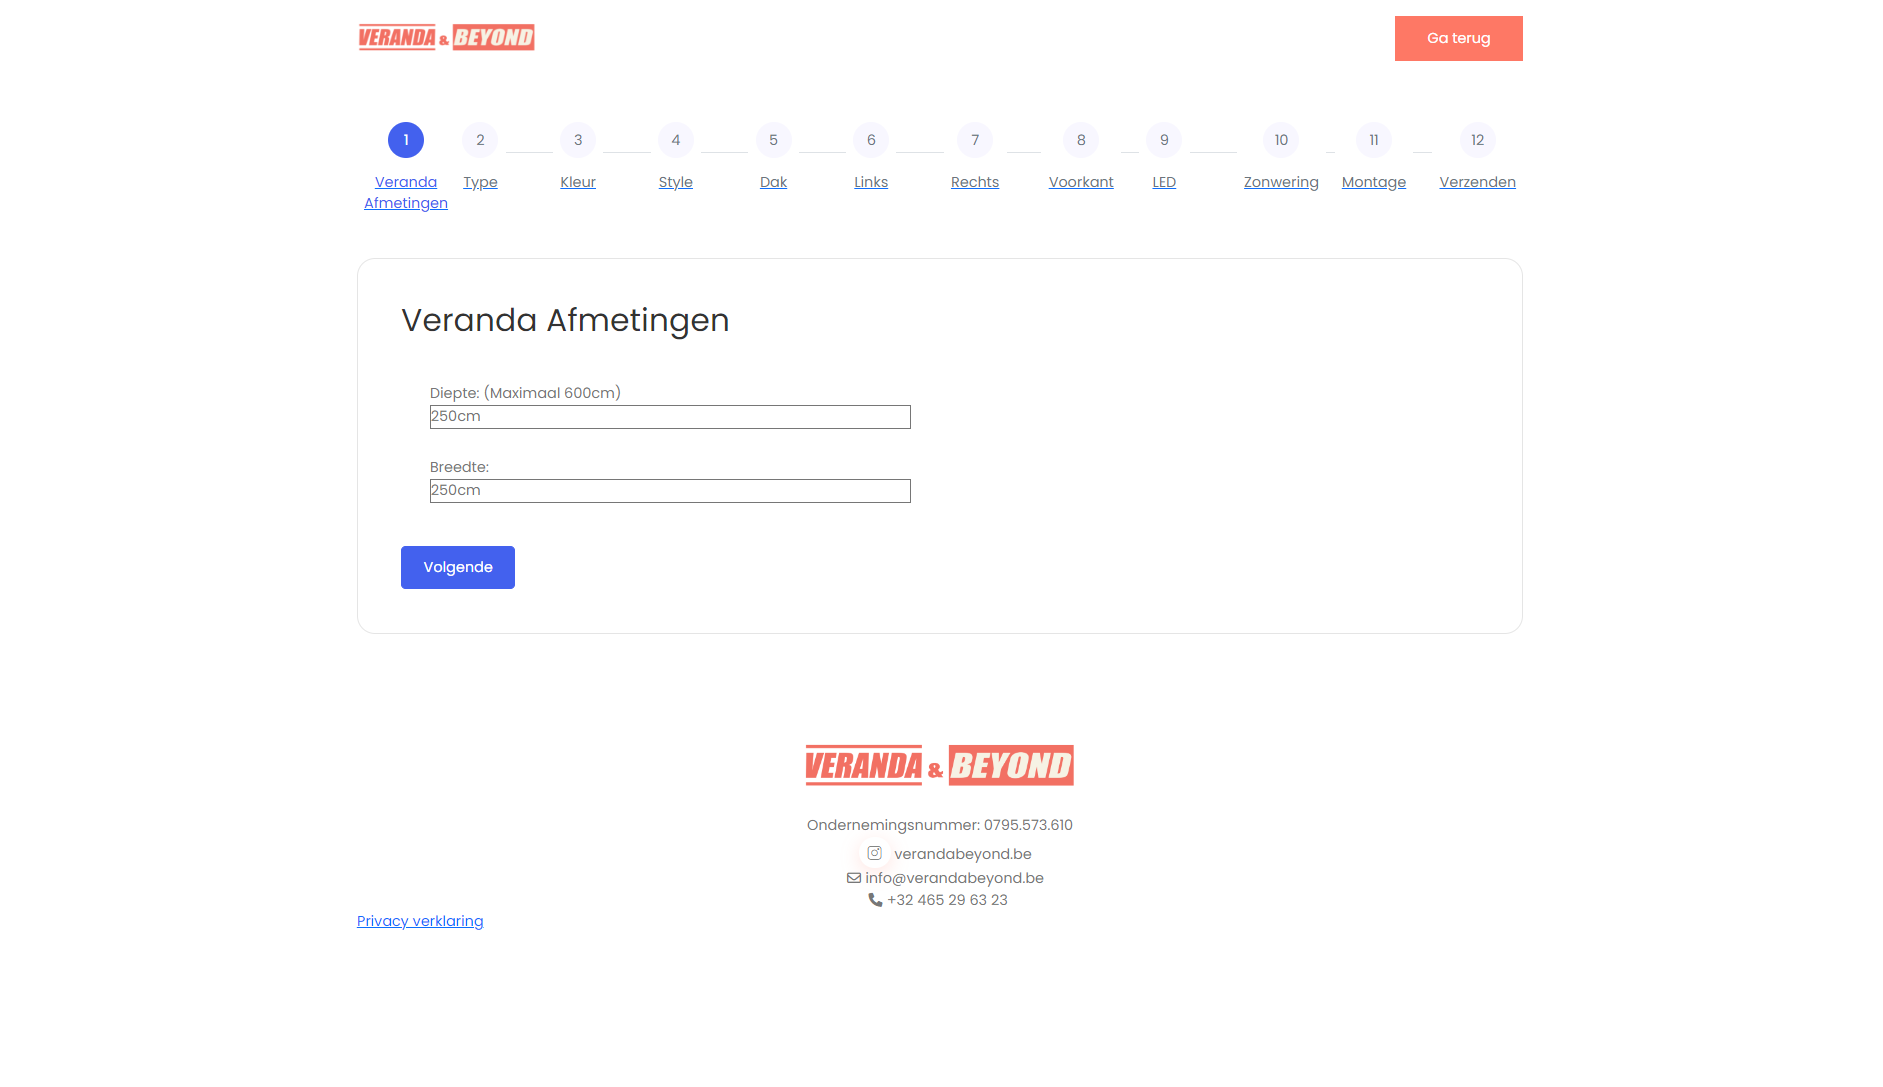 VERANDA & BEYOND
Ga terug
1 2 3 4 5 6 7 8 9 10 11 12
Veranda Afmetingen
Type
Kleur
Style
Dak
Links
Rechts
Voorkant
LED
Zonwering
Montage
Verzenden
Veranda Afmetingen
Diepte: (Maximaal 600cm)
250cm
Breedte:
250cm
Volgende
VERANDA & BEYOND
Ondernemingsnummer: 0795.573.610
verandabeyond.be
info@verandabeyond.be
+32 465 29 63 23
Privacy verklaring